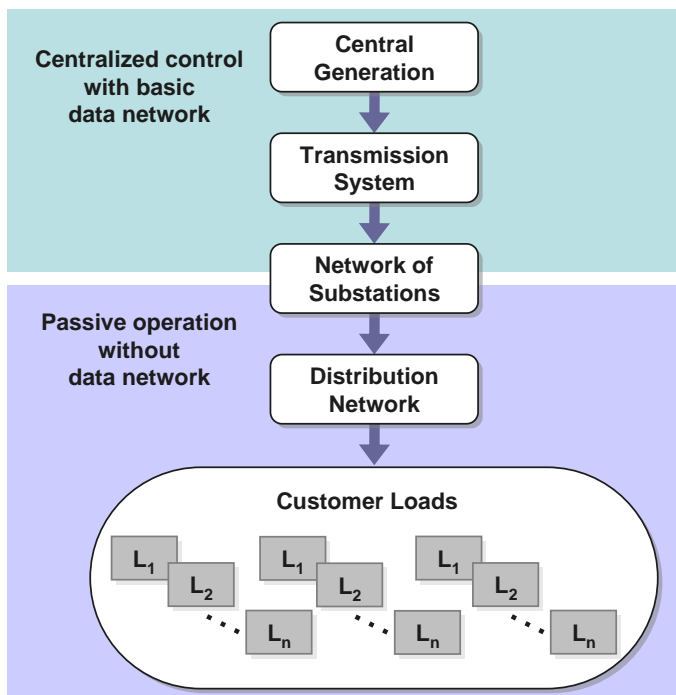 Centralized control
with basic
data network
Central
Generation
Transmission
System
Network of
Substations
Passive operation
without
data network
Distribution
Network
Customer Loads
L1
L2
Ln
L1
L2
Ln
L1
L2
Ln